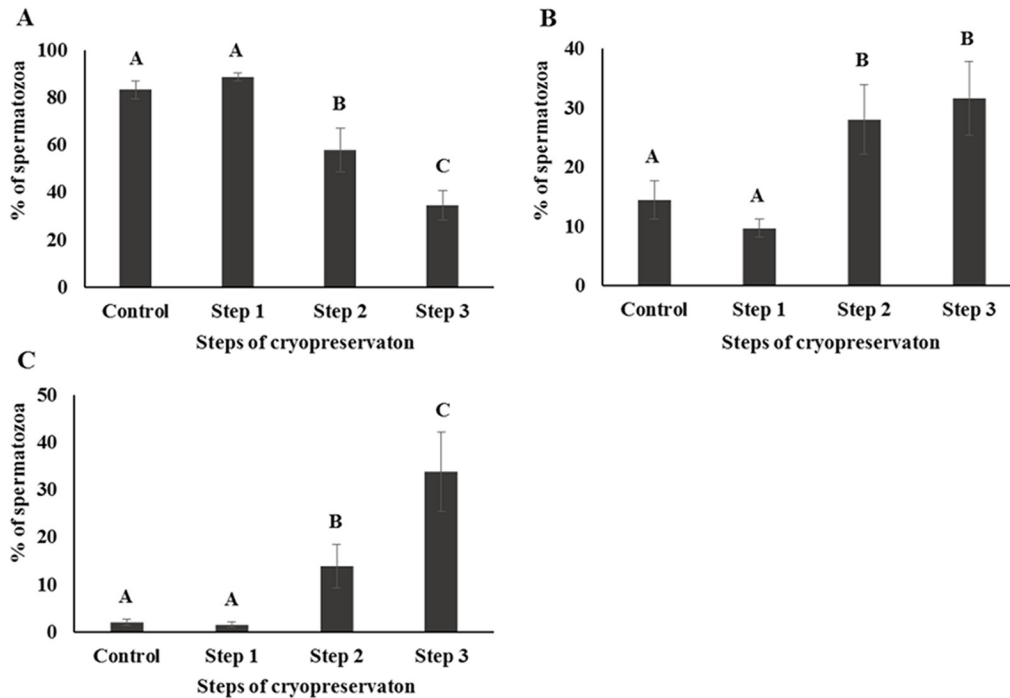 A
% of spermatozoa
100
80
60
40
20
0
A
A
B
C
Control Step 1 Step 2 Step 3
Steps of cryopreservaton
B
% of spermatozoa
40
30
20
10
0
A
A
B
B
Control Step 1 Step 2 Step 3
Steps of cryopreservaton
C
% of spermatozoa
50
40
30
20
10
0
A
A
B
C
Control Step 1 Step 2 Step 3
Steps of cryopreservaton